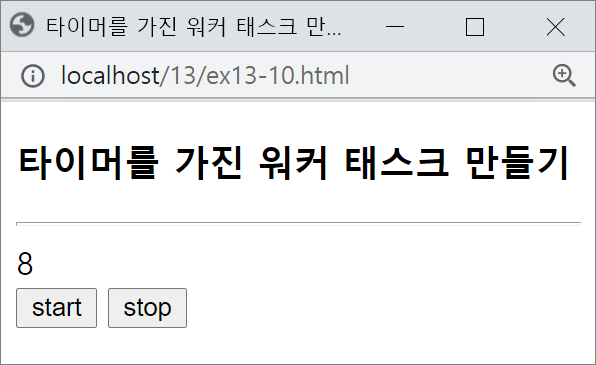 타이머를 가진 워커 태스크 만...
localhost/13/ex13-10.html
타이머를 가진 워커 태스크 만들기
8
start stop